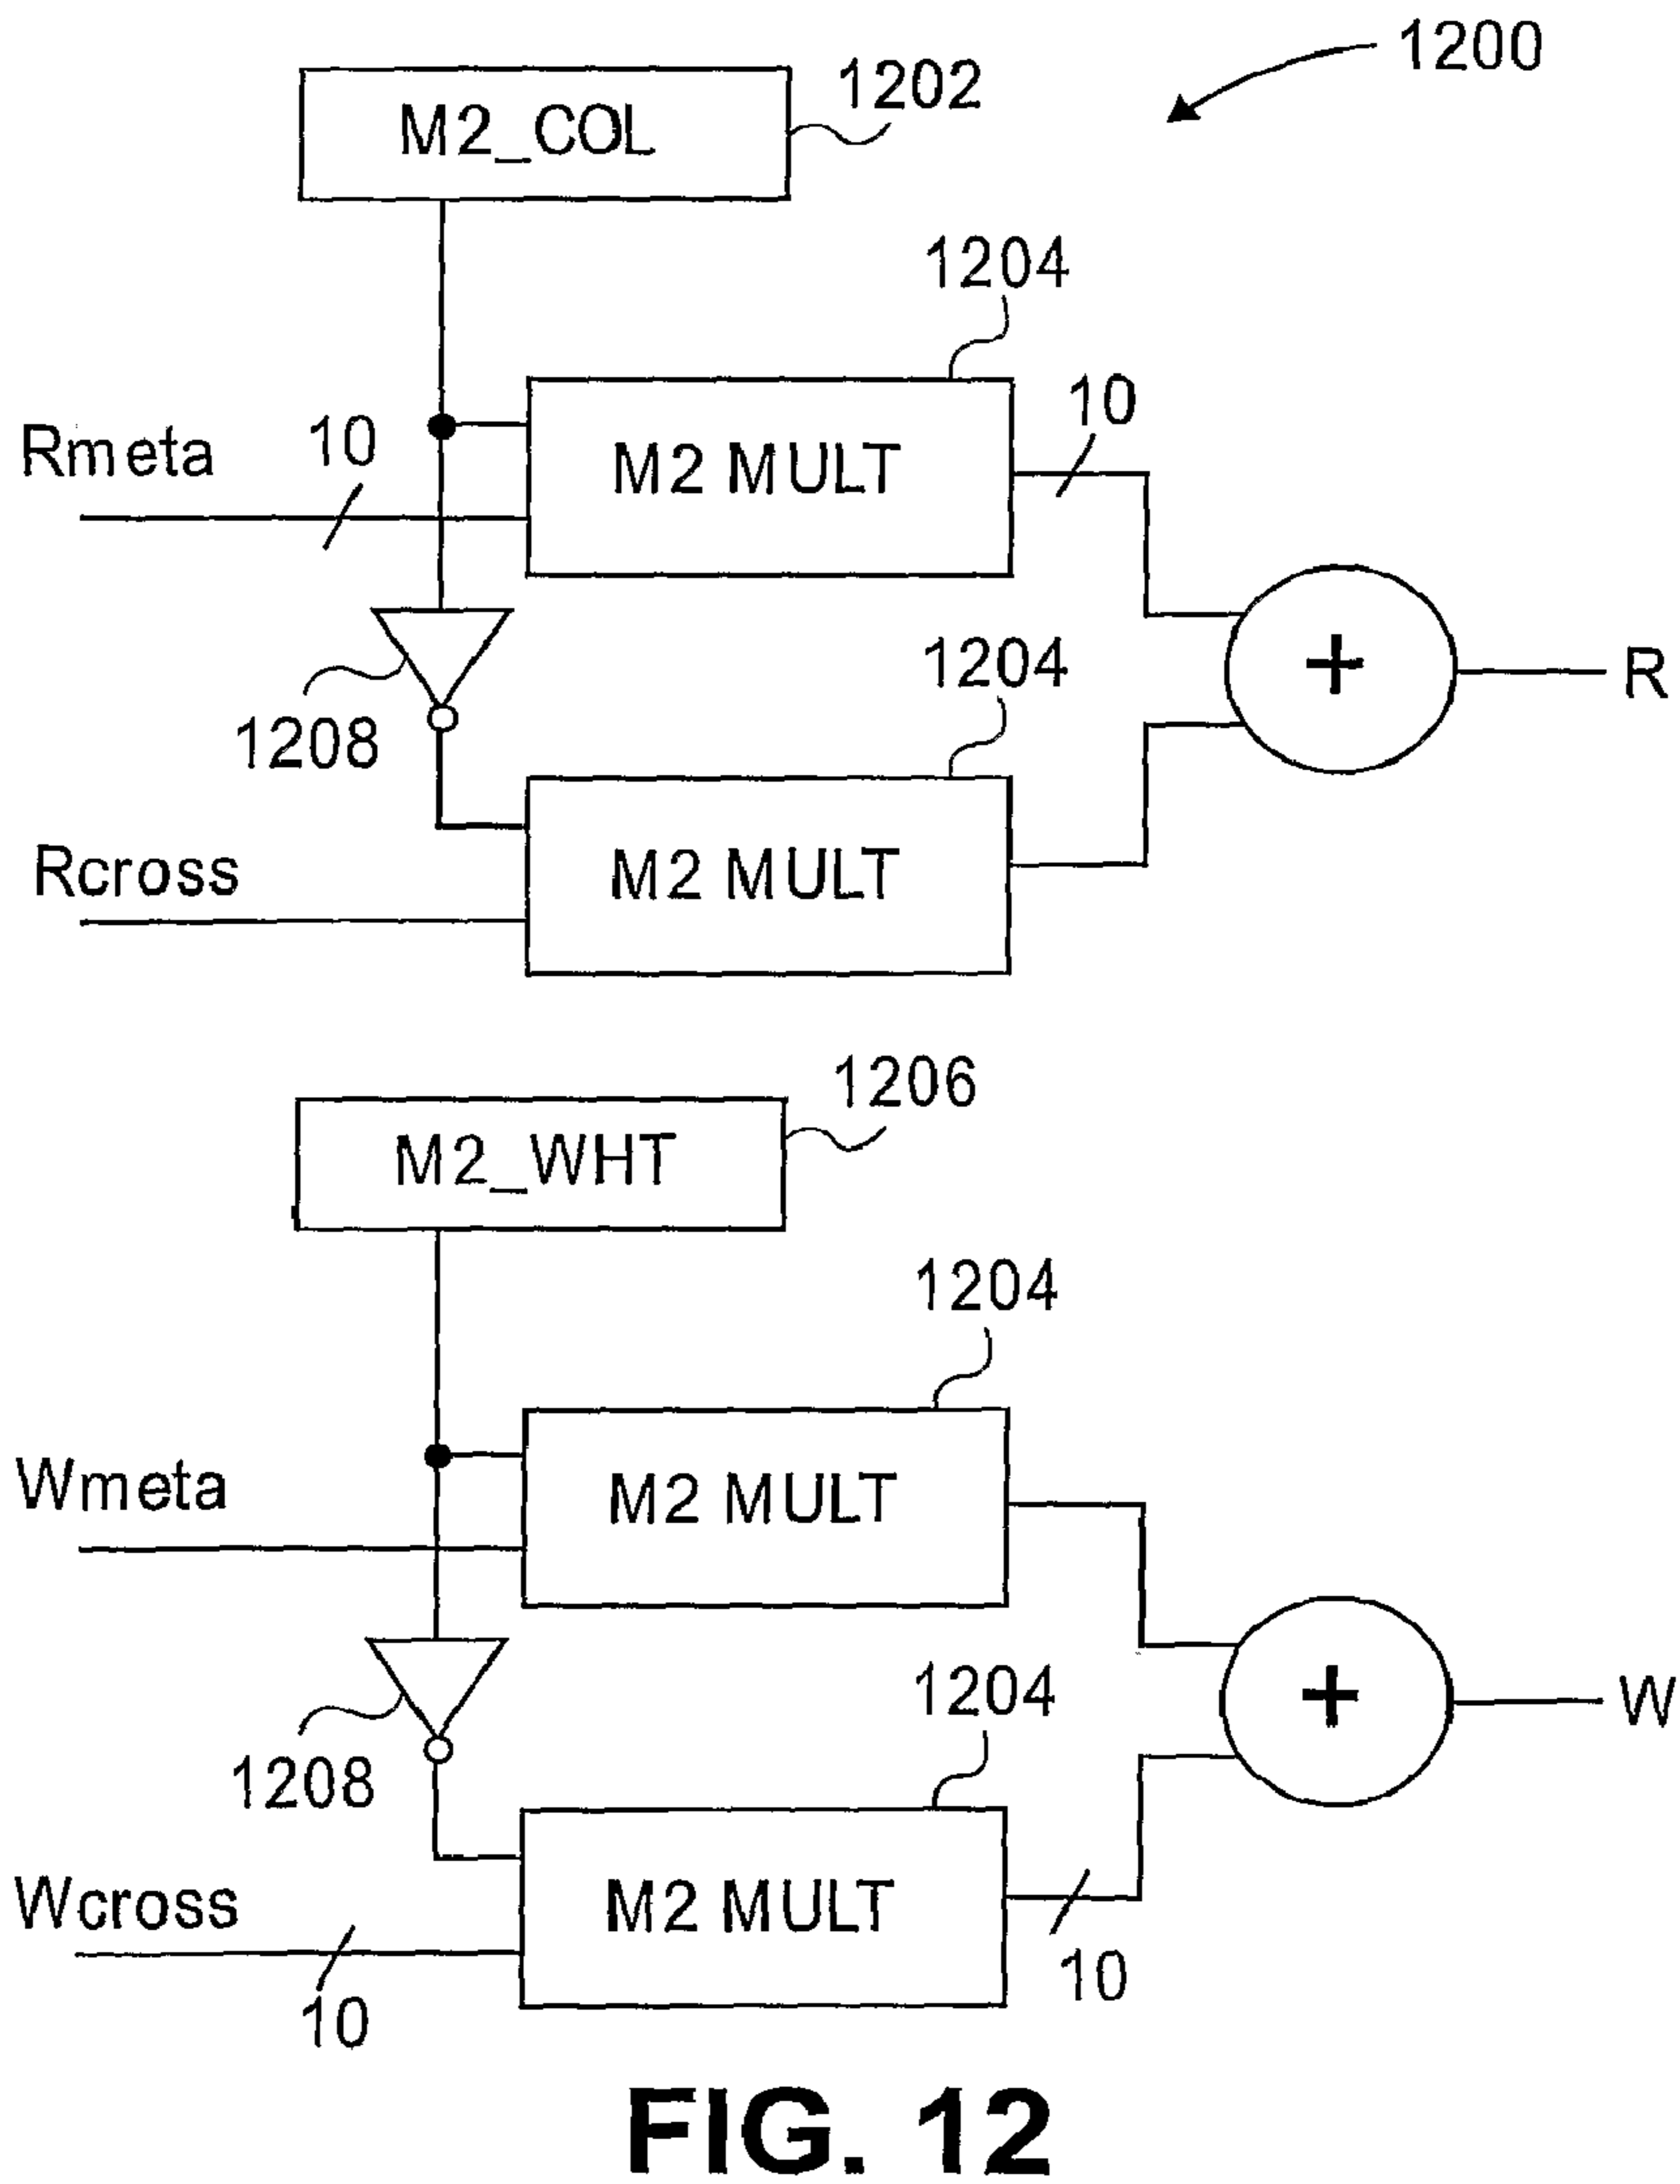 1200
1202
M2_COL
1204
Rmeta
10
M2 MULT
10
+
R
1208
1204
Rcross
M2 MULT
1206
M2_WHT
1204
Wmeta
M2 MULT
+
W
1208
1204
Wcross
10
M2 MULT
10
FIG. 12